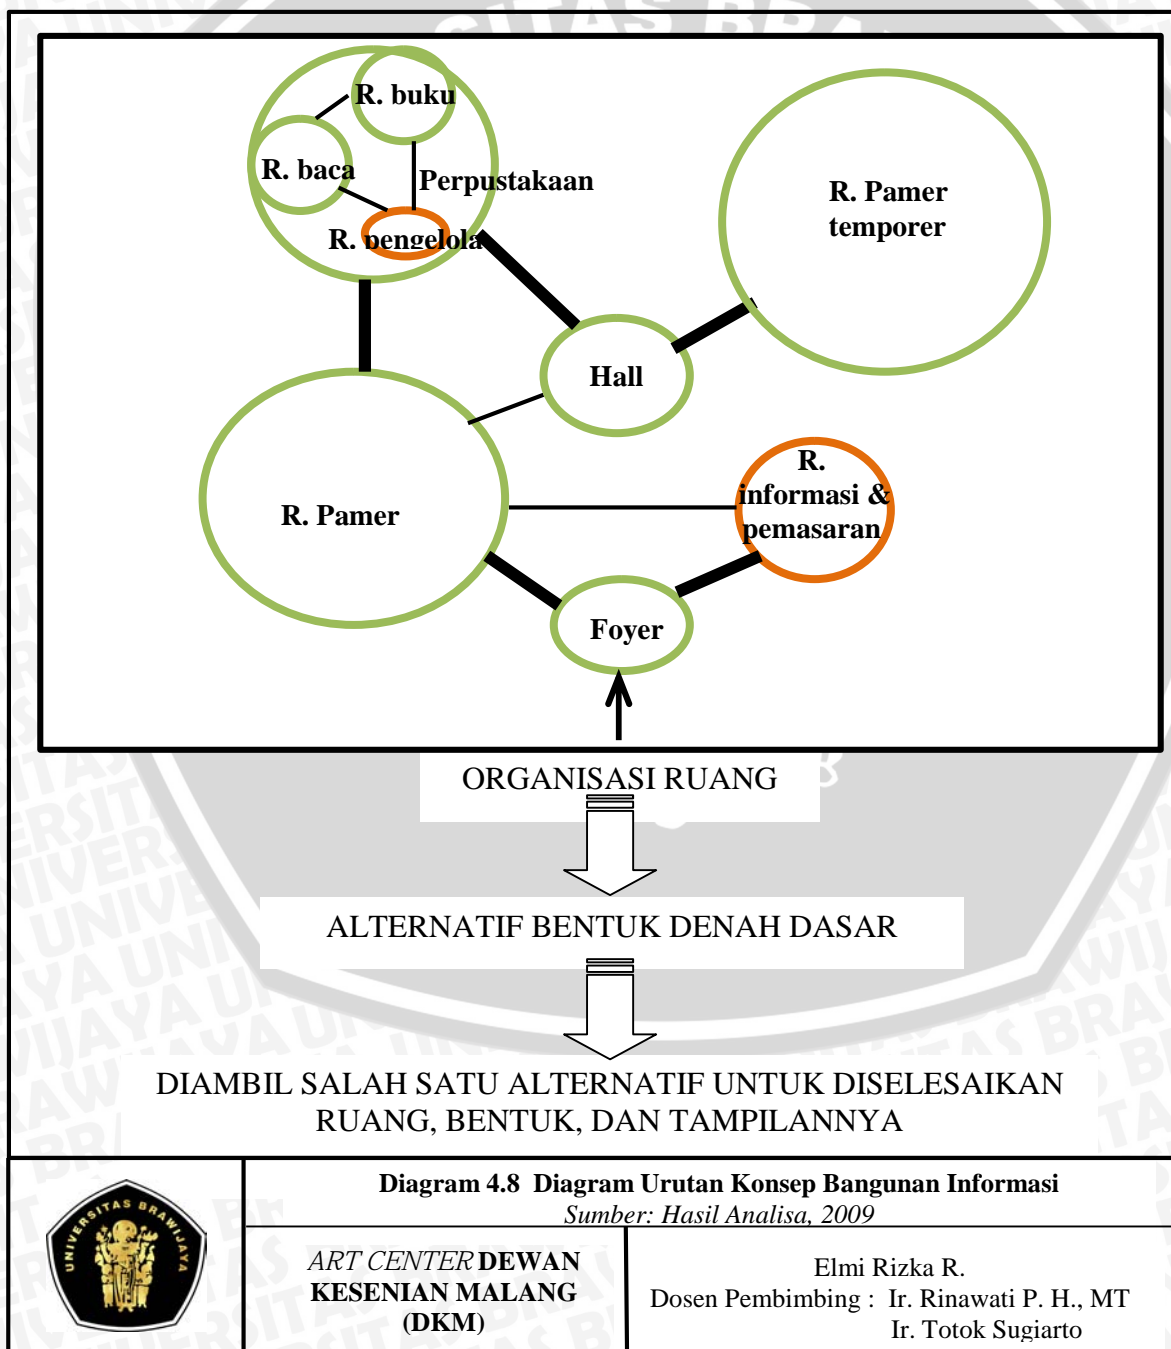 R. buku
R. baca
Perpustakaan
R. pengelola
R. Pamer
temporer
Hall
R. Pamer
R.
informasi &
pemasaran
Foyer
ORGANISASI RUANG
ALTERNATIF BENTUK DENAH DASAR
DIAMBIL SALAH SATU ALTERNATIF UNTUK DISELESAIKAN
RUANG, BENTUK, DAN TAMPILANNYA
UNIVERSITAS BRAWIJAYA
Diagram 4.8 Diagram Urutan Konsep Bangunan Informasi
Sumber: Hasil Analisa, 2009
ART CENTER DEWAN
KESENIAN MALANG
(DKM)
Elmi Rizka R.
Dosen Pembimbing : Ir. Rinawati P. H., MT
Ir. Totok Sugiarto